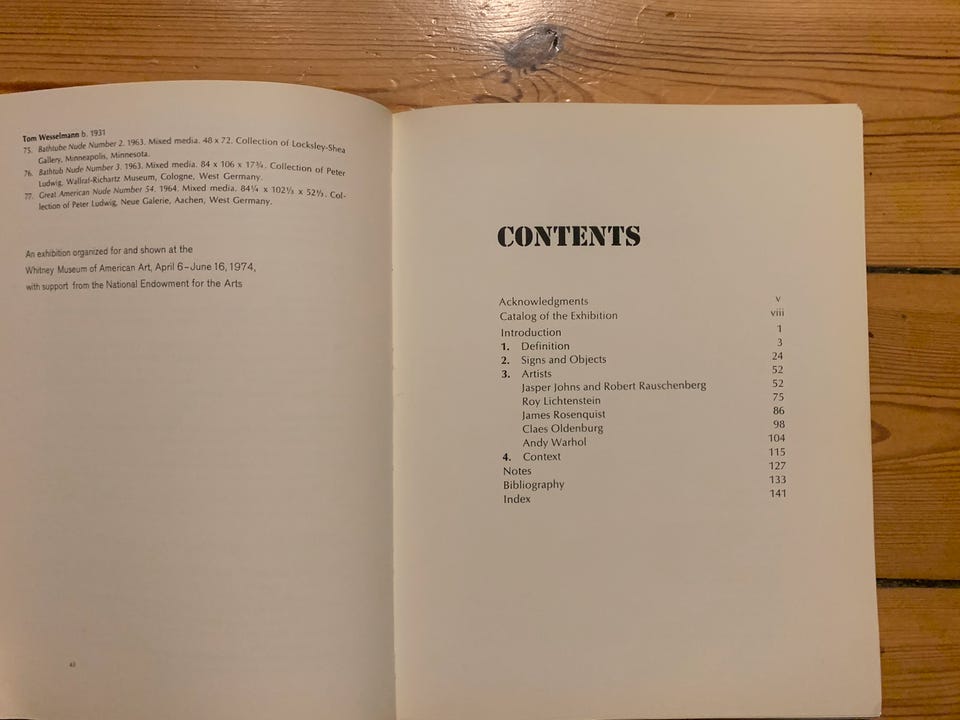 Tom Wesselmann b. 1931
75. Bathtube Nude Number 2. 1963. Mixed media. 48 x 72. Collection of Locksley-Shea
Gallery, Minneapolis, Minnesota.
76. Bathtub Nude Number 3. 1963. Mixed media. 84 x 106 x 17¾. Collection of Peter
Ludwig, Wallraf-Richartz Museum, Cologne, West Germany.
77. Great American Nude Number 54. 1964. Mixed media. 84¼ x 102⅓ x 52⅓. Col-
lection of Peter Ludwig, Neue Galerie, Aachen, West Germany.
An exhibition organized for and shown at the
Whitney Museum of American Art, April 6–June 16, 1974,
with support from the National Endowment for the Arts
CONTENTS
Acknowledgments v
Catalog of the Exhibition viii
Introduction 1
1. Definition 3
2. Signs and Objects 24
3. Artists 52
Jasper Johns and Robert Rauschenberg 52
Roy Lichtenstein 75
James Rosenquist 86
Claes Oldenburg 98
Andy Warhol 104
4. Context 115
Notes 127
Bibliography 133
Index 141